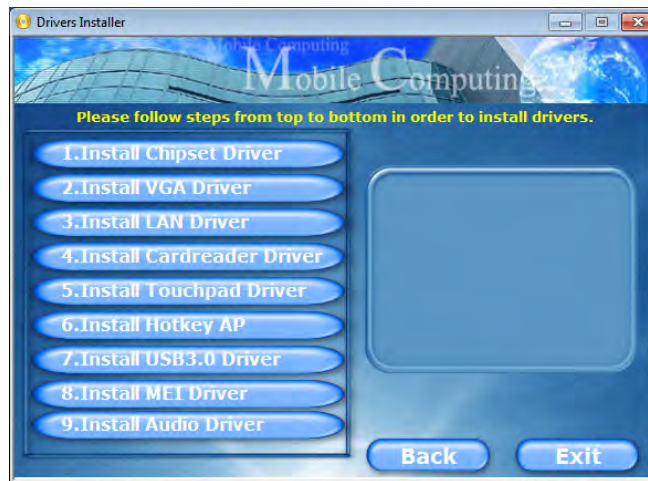 Drivers Installer
Mobile Computing
Mobile Computing
Please follow steps from top to bottom in order to install drivers.
1.Install Chipset Driver
2.Install VGA Driver
3.Install LAN Driver
4.Install Cardreader Driver
5.Install Touchpad Driver
6.Install Hotkey AP
7.Install USB3.0 Driver
8.Install MEI Driver
9.Install Audio Driver
Back
Exit